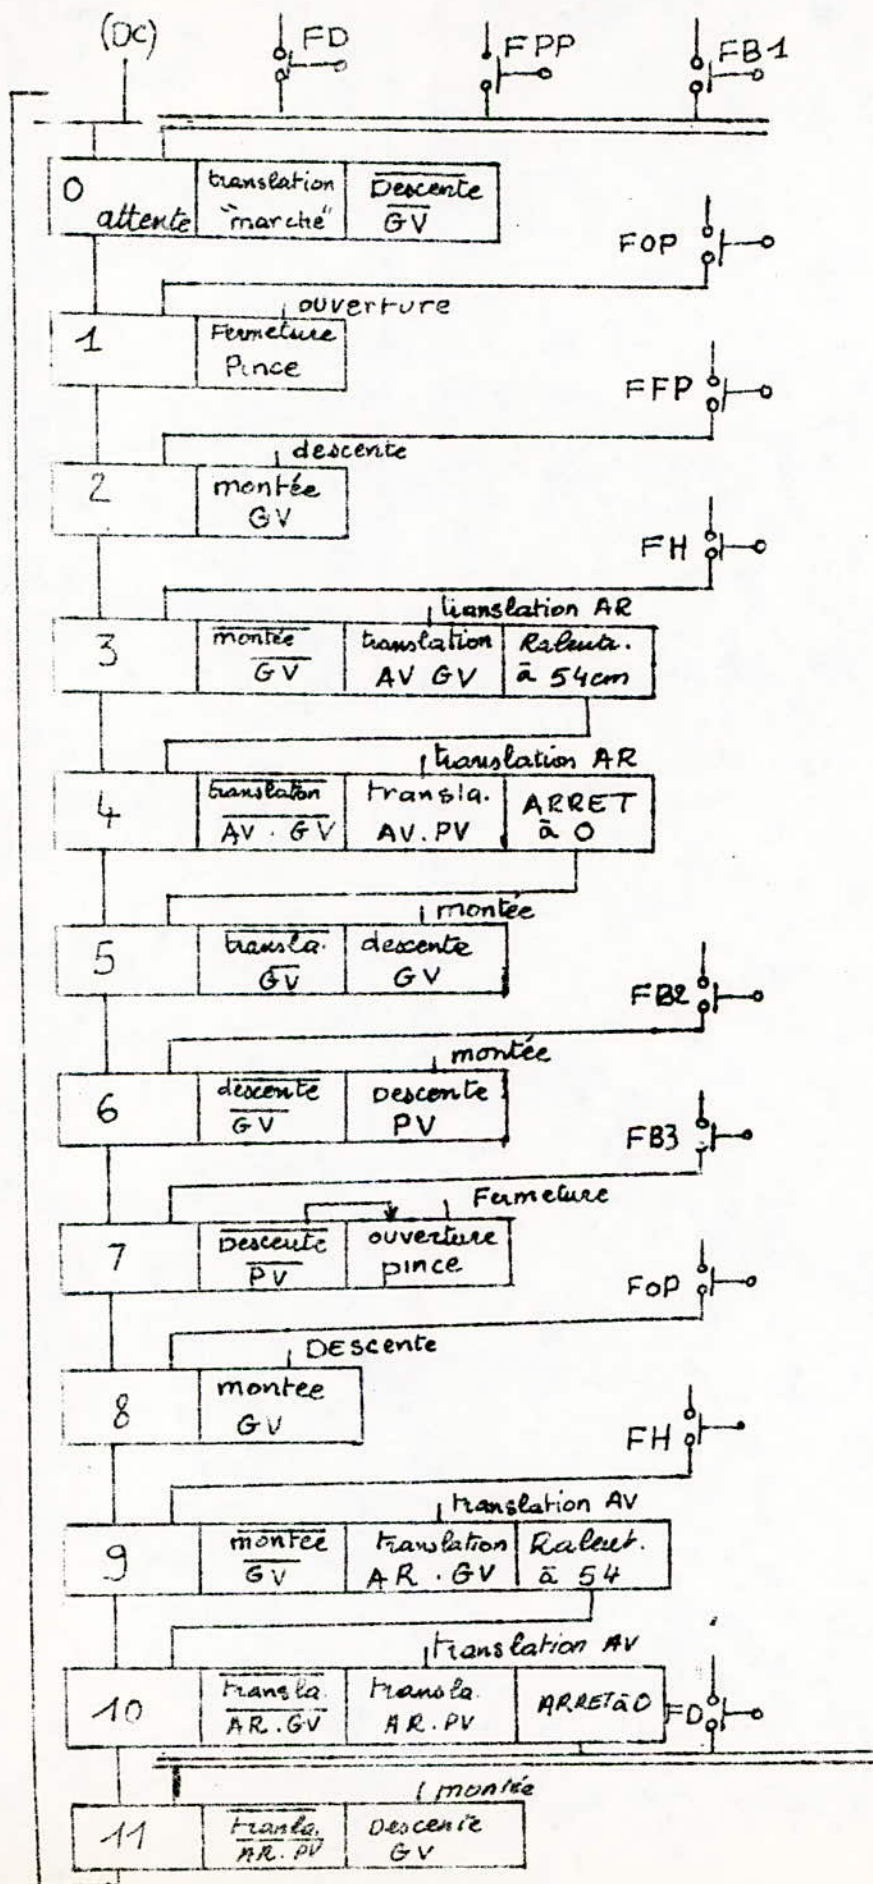 (DC)
FD
FPP
FB1
0
attente
translation
"marche"
Descente
GV
FOP
ouverture
1
Fermeture
Pince
FFP
descente
2
montée
GV
FH
translation AR
3
montée
GV
translation
AV GV
Ralenti.
à 54cm
translation AR
4
translation
AV . GV
transla.
AV. PV
ARRET
à 0
montée
5
transla.
GV
descente
GV
FB2
montée
6
descente
GV
Descente
PV
FB3
Fermeture
7
Descente
PV
ouverture
pince
FOP
DEScente
8
montee
GV
FH
translation AV
9
montee
GV
translation
AR . GV
Ralent.
à 54
translation AV
10
transla.
AR. GV
transla.
AR. PV
ARRET à 0
FD
montée
11
transla.
AR. PV
Descente
GV